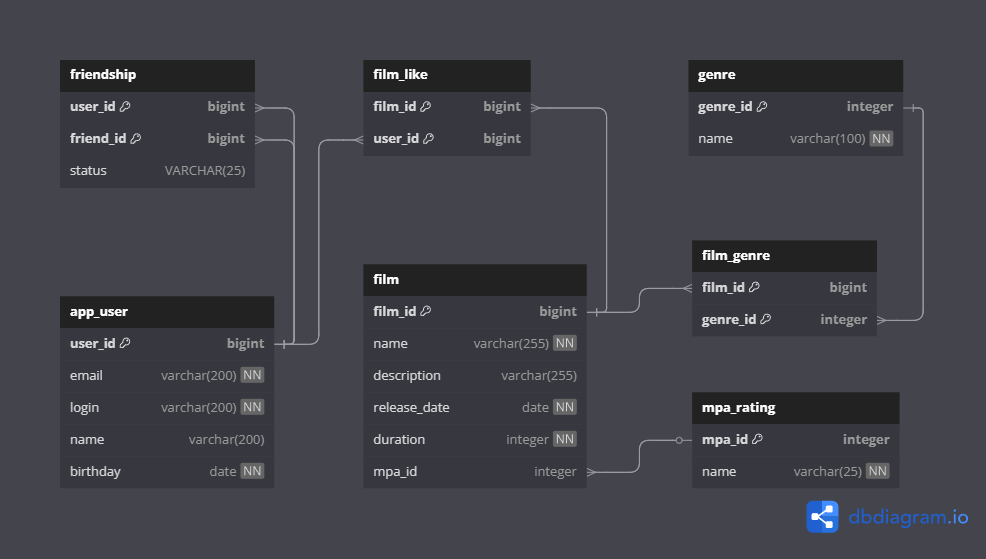 friendship
user_id bigint
friend_id bigint
status VARCHAR(25)
film_like
film_id bigint
user_id bigint
genre
genre_id integer
name varchar(100) NN
app_user
user_id bigint
email varchar(200) NN
login varchar(200) NN
name varchar(200)
birthday date NN
film
film_id bigint
name varchar(255) NN
description varchar(255)
release_date date NN
duration integer NN
mpa_id integer
film_genre
film_id bigint
genre_id integer
mpa_rating
mpa_id integer
name varchar(25) NN
dbdiagram.io